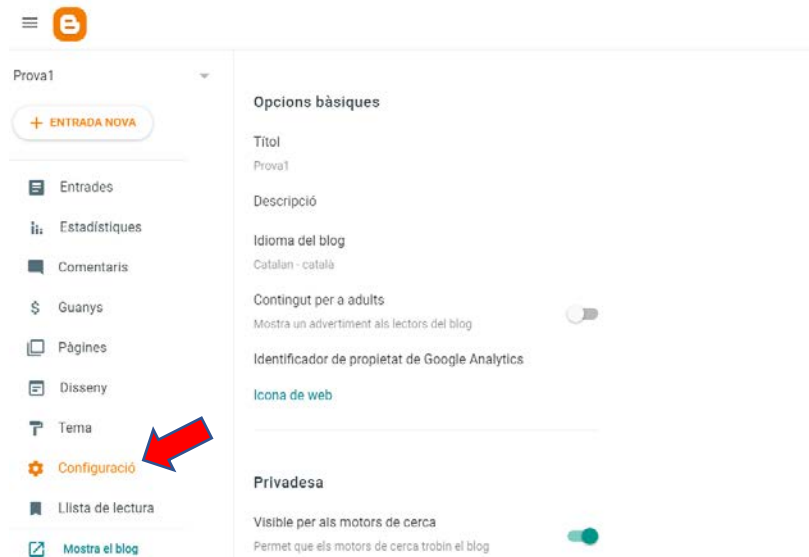 Prova1
+ ENTRADA NOVA
Entrades
Estadístiques
Comentaris
$ Guanys
Pàgines
Disseny
Tema
Configuració
Llista de lectura
Mostra el blog
Opcions bàsiques
Títol
Prova1
Descripció
Idioma del blog
Catalan - català
Contingut per a adults
Mostra un advertiment als lectors del blog
Identificador de propietat de Google Analytics
Icona de web
Privadesa
Visible per als motors de cerca
Permet que els motors de cerca trobin el blog